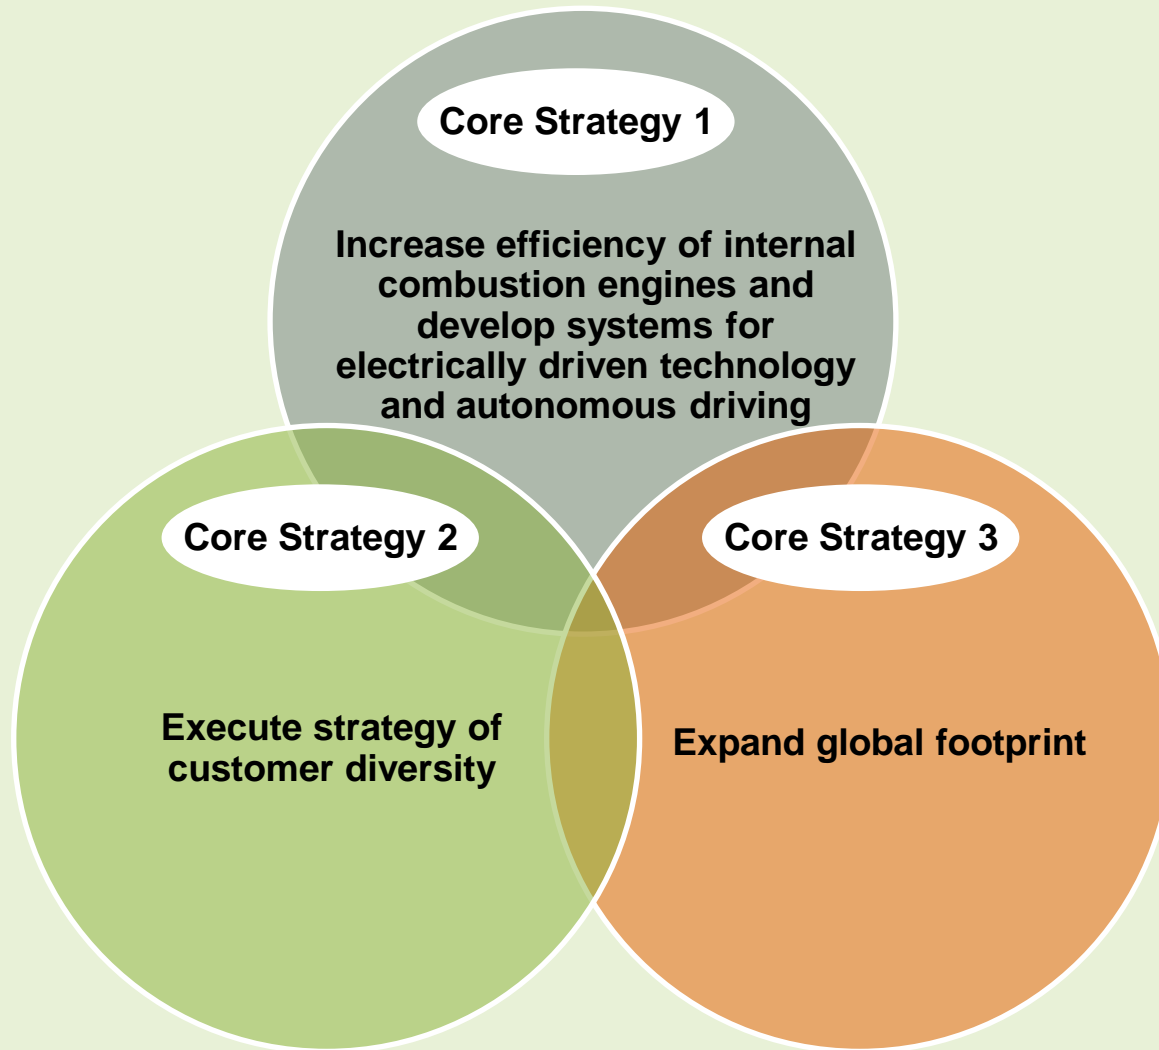 Core Strategy 1
Increase efficiency of internal
combustion engines and
develop systems for
electrically driven technology
and autonomous driving
Core Strategy 2
Execute strategy of
customer diversity
Core Strategy 3
Expand global footprint